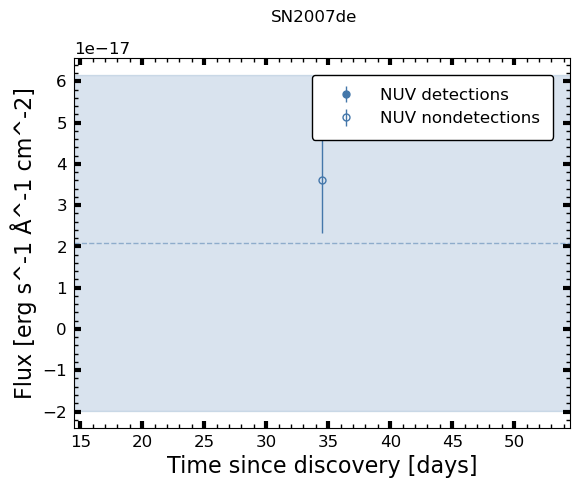 SN2007de
1e−17
Flux [erg s^-1 Å^-1 cm^-2]
6
5
4
3
2
1
0
−1
−2
NUV detections
NUV nondetections
15 20 25 30 35 40 45 50
Time since discovery [days]